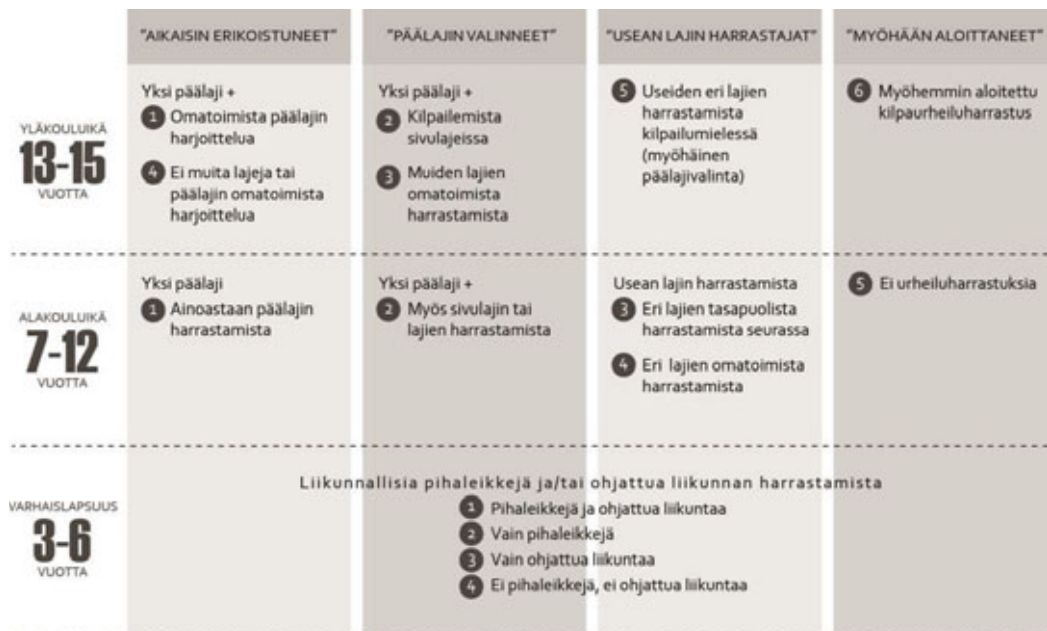 "AIKAISIN ERIKOISTUNEET"
"PÄÄLAJIN VALINNEET"
"USEAN LAJIN HARRASTAJAT"
"MYÖHÄÄN ALOITTANEET"
YLÄKOULUIKÄ
13-15
VUOTTA
Yksi päälaji +
1 Omatoimista päälajin
harjoittelua
4 Ei muita lajeja tai
päälajin omatoimista
harjoittelua
Yksi päälaji +
2 Kilpailemista
sivulajeissa
3 Muiden lajien
omatoimista
harrastamista
5 Useiden eri lajien
harrastamista
kilpailumielessä
(myöhäinen
päälajivalinta)
6 Myöhemmin aloitettu
kilpaurheiluharrastus
ALAKOULUIKÄ
7-12
VUOTTA
Yksi päälaji
1 Ainoastaan päälajin
harrastamista
Yksi päälaji +
2 Myös sivulajin tai
lajien harrastamista
Usean lajin harrastamista
3 Eri lajien tasapuolista
harrastamista seurassa
4 Eri lajien omatoimista
harrastamista
5 Ei urheiluharrastuksia
VARHAISLAPSUUS
3-6
VUOTTA
Liikunnallisia pihaleikkejä ja/tai ohjattua liikunnan harrastamista
1 Pihaleikkejä ja ohjattua liikuntaa
2 Vain pihaleikkejä
3 Vain ohjattua liikuntaa
4 Ei pihaleikkejä, ei ohjattua liikuntaa